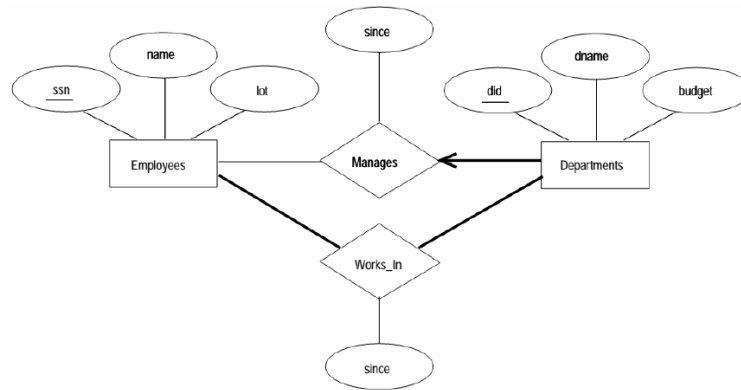 since
name
dname
ssn
lot
did
budget
Employees
Manages
Departments
Works_In
since